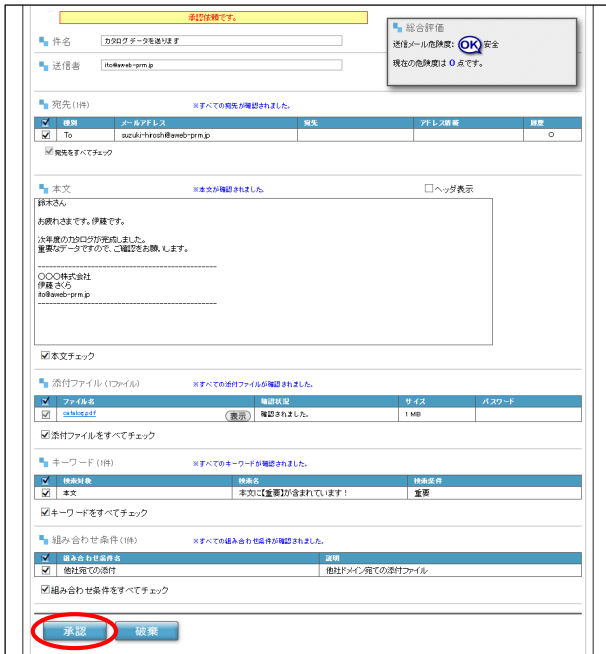 承認依頼です。
総合評価
送信メール危険度: OK 安全
現在の危険度は 0 点です。
件名 カタログデータを送ります
送信者 ito@aweb-prm.jp
宛先(1件) ※すべての宛先が確認されました。
種別 メールアドレス 宛先 アドレス帳 履歴
To suzuki-hiroshi@aweb-prm.jp ○
宛先をすべてチェック
本文 ※本文が確認されました。 ヘッダ表示
鈴木さん
お疲れさまです。伊藤です。
次年度のカタログが完成しました。
重要なデータですので、ご確認をお願いします。
------------------------------------------------
〇〇〇株式会社
伊藤さくら
ito@aweb-prm.jp
------------------------------------------------
本文チェック
添付ファイル(1ファイル) ※すべての添付ファイルが確認されました。
ファイル名 確認状況 サイズ パスワード
catalog.pdf 表示 確認されました。 1 MB
添付ファイルをすべてチェック
キーワード(1件) ※すべてのキーワードが確認されました。
検索対象 検索名 検索条件
本文 本文に【重要】が含まれています! 重要
キーワードをすべてチェック
組み合わせ条件(1件) ※すべての組み合わせ条件が確認されました。
組み合わせ条件名 説明
他社宛ての添付 他社ドメイン宛ての添付ファイル
組み合わせ条件をすべてチェック
承認 破棄